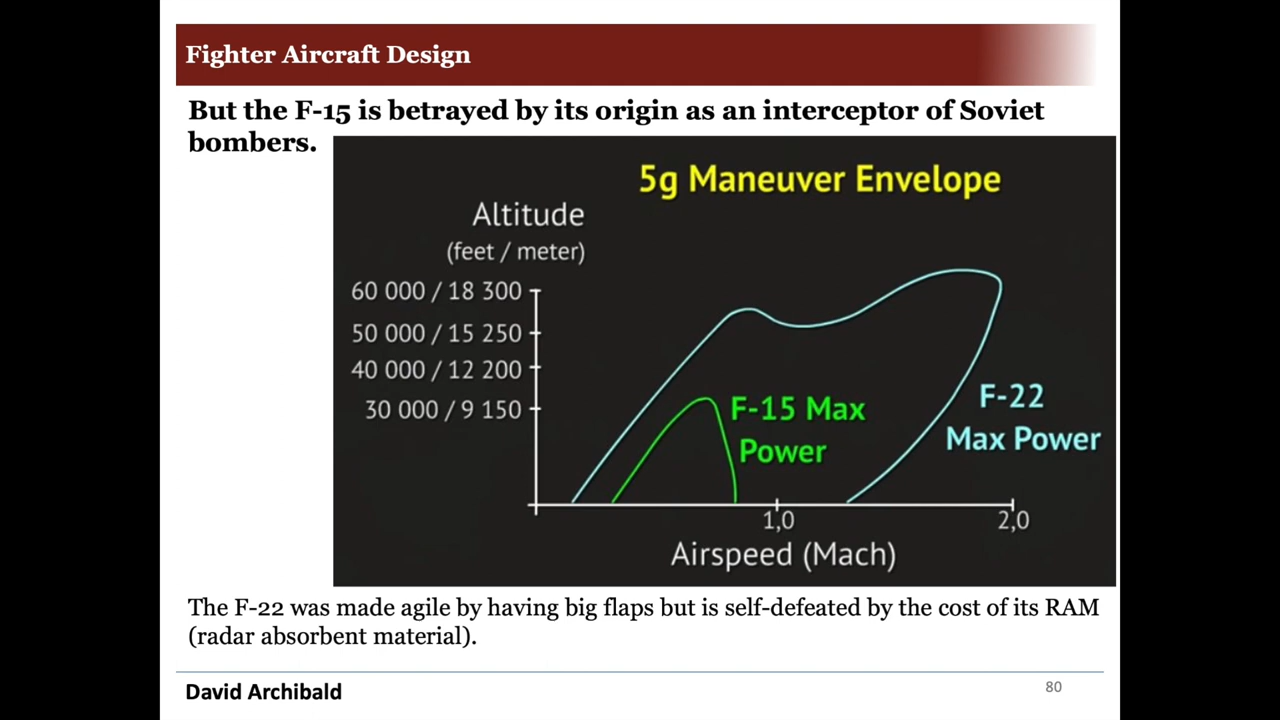 Fighter Aircraft Design
But the F-15 is betrayed by its origin as an interceptor of Soviet
bombers.
5g Maneuver Envelope
Altitude
(feet / meter)
60 000 / 18 300
50 000 / 15 250
40 000 / 12 200
30 000 / 9 150
F-15 Max
Power
F-22
Max Power
1,0
2,0
Airspeed (Mach)
The F-22 was made agile by having big flaps but is self-defeated by the cost of its RAM
(radar absorbent material).
David Archibald
80